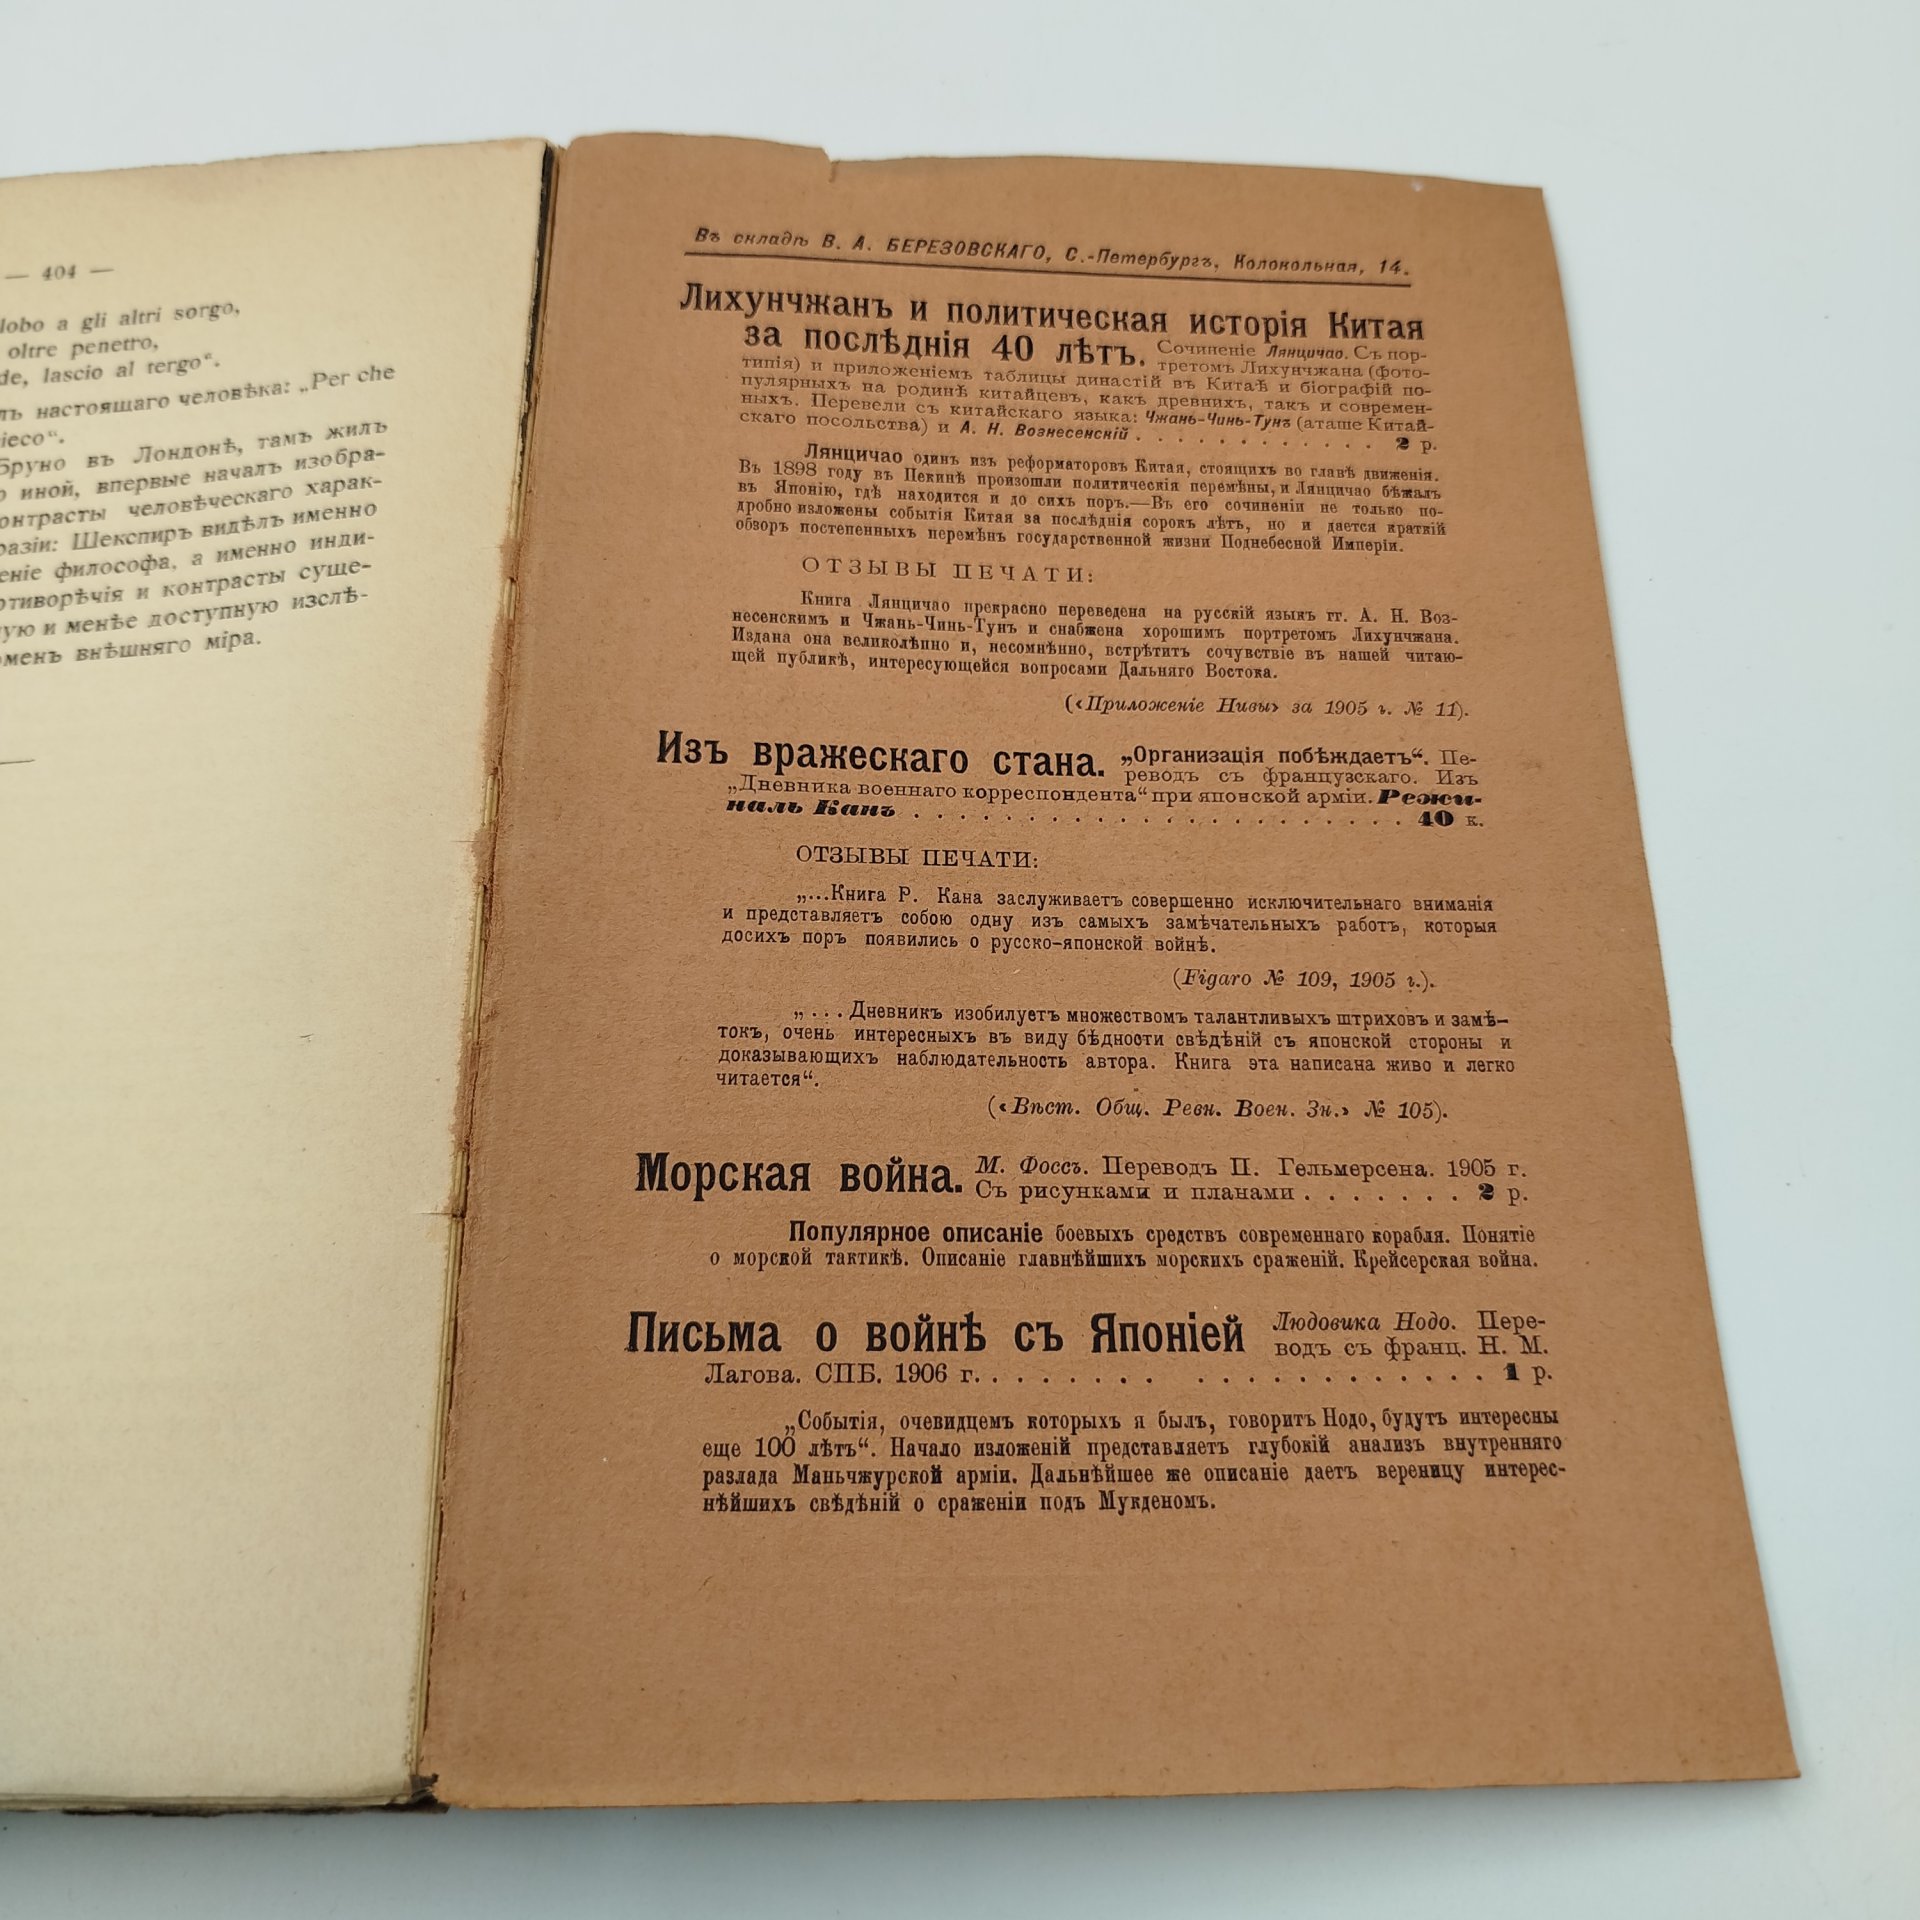 — 404 —
lobo a gli altri sorgo,
oltre penetro,
de, lascio al tergo“.
настоящаго человѣка: „Per che
ieco“.
Бруно въ Лондонѣ, тамъ жилъ
иной, впервые началъ изобра-
онтрасты человѣческаго харак-
разіи: Шекспиръ видѣлъ именно
еніе философа, а именно инди-
отиворѣчія и контрасты суще-
ую и менѣе доступную изслѣ-
оменъ внѣшняго міра.
Въ складѣ В. А. БЕРЕЗОВСКАГО, С.-Петербургъ, Колокольная, 14.
Лихунчжанъ и политическая исторія Китая
за послѣднія 40 лѣтъ. Сочиненіе Лянцичао. Съ пор-
третомъ Лихунчжана (фото-
типія) и приложеніемъ таблицы династій въ Китаѣ и біографій по-
пулярныхъ на родинѣ китайцевъ, какъ древнихъ, такъ и современ-
ныхъ. Перевели съ китайскаго языка: Чжань-Чинь-Тунъ (аташе Китай-
скаго посольства) и А. Н. Вознесенскій . . . . . . . . . . . . 2 р.
Лянцичао одинъ изъ реформаторовъ Китая, стоящихъ во главѣ движенія.
Въ 1898 году въ Пекинѣ произошли политическія перемѣны, и Лянцичао бѣжалъ
въ Японію, гдѣ находится и до сихъ поръ.—Въ его сочиненіи не только по-
дробно изложены событія Китая за послѣднія сорокъ лѣтъ, но и дается краткій
обзоръ постепенныхъ перемѣнъ государственной жизни Поднебесной Имперіи.
ОТЗЫВЫ ПЕЧАТИ:
Книга Лянцичао прекрасно переведена на русскій языкъ гг. А. Н. Воз-
несенскимъ и Чжань-Чинь-Тунъ и снабжена хорошимъ портретомъ Лихунчжана.
Издана она великолѣпно и, несомнѣнно, встрѣтитъ сочувствіе въ нашей читаю-
щей публикѣ, интересующейся вопросами Дальняго Востока.
(«Приложеніе Нивы» за 1905 г. № 11).
Изъ вражескаго стана. „Организація побѣждаетъ“. Пе-
реводъ съ французскаго. Изъ
„Дневника военнаго корреспондента“ при японской арміи. Режи-
наль Канъ . . . . . . . . . . . . . . . . . . . . . . 40 к.
ОТЗЫВЫ ПЕЧАТИ:
„...Книга Р. Кана заслуживаетъ совершенно исключительнаго вниманія
и представляетъ собою одну изъ самыхъ замѣчательныхъ работъ, которыя
досихъ поръ появились о русско-японской войнѣ.
(Figaro № 109, 1905 г.).
„ . . . Дневникъ изобилуетъ множествомъ талантливыхъ штриховъ и замѣ-
токъ, очень интересныхъ въ виду бѣдности свѣдѣній съ японской стороны и
доказывающихъ наблюдательность автора. Книга эта написана живо и легко
читается“.
(«Вѣст. Общ. Ревн. Воен. Зн.» № 105).
Морская война. М. Фоссъ. Переводъ П. Гельмерсена. 1905 г.
Съ рисунками и планами . . . . . . . 2 р.
Популярное описаніе боевыхъ средствъ современнаго корабля. Понятіе
о морской тактикѣ. Описаніе главнѣйшихъ морскихъ сраженій. Крейсерская война.
Письма о войнѣ съ Японіей Людовика Нодо. Пере-
водъ съ франц. Н. М.
Лагова. СПБ. 1906 г. . . . . . . . . . . . . . . . . . . . . 1 р.
„Событія, очевидцемъ которыхъ я былъ, говоритъ Нодо, будутъ интересны
еще 100 лѣтъ“. Начало изложеній представляетъ глубокій анализъ внутренняго
разлада Маньчжурской арміи. Дальнѣйшее же описаніе даетъ вереницу интерес-
нѣйшихъ свѣдѣній о сраженіи подъ Мукденомъ.